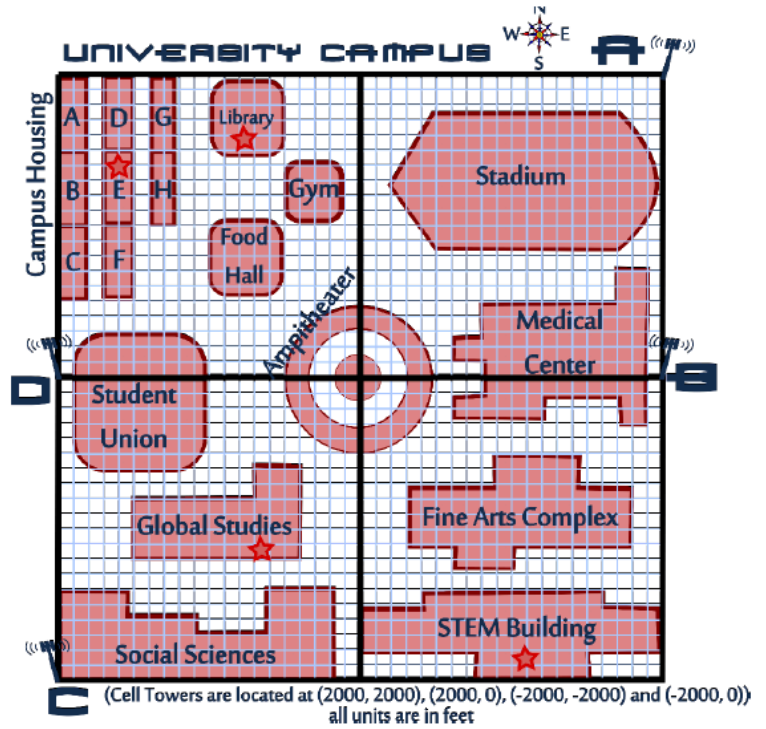 UNIVERSITY CAMPUS
N
W E
S
A
Campus Housing
A D G
Library
B E H
Gym
Stadium
C F
Food
Hall
Ampitheater
Medical
Center
D
B
Student
Union
Global Studies
Fine Arts Complex
STEM Building
Social Sciences
C
(Cell Towers are located at (2000, 2000), (2000, 0), (-2000, -2000) and (-2000, 0))
all units are in feet